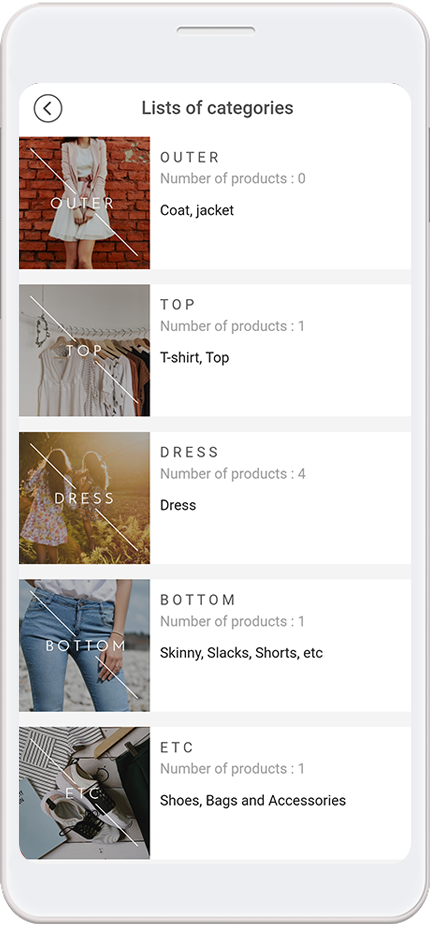 Lists of categories
OUTER
OUTER
Number of products : 0
Coat, jacket
TOP
TOP
Number of products : 1
T-shirt, Top
DRESS
DRESS
Number of products : 4
Dress
BOTTOM
BOTTOM
Number of products : 1
Skinny, Slacks, Shorts, etc
ETC
ETC
Number of products : 1
Shoes, Bags and Accessories